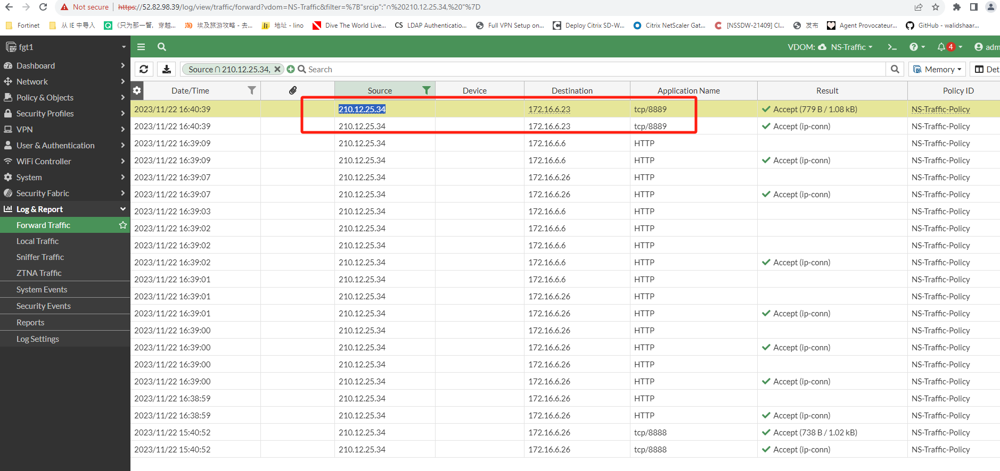 Not secure | https://52.82.98.39/log/view/traffic/forward?vdom=NS-Traffic&filter=%7B"srcip":"∩%20210.12.25.34,%20"%7D
Fortinet 从 IE 中导入 《只为那一瞥，穿越... 埃及旅游攻略 - 去... 地址 - lino Dive The World Live... CS LDAP Authenticatio... Full VPN Setup on... Deploy Citrix SD-W... Citrix NetScaler Gat... [NSSDW-21409] Cl... 发布 Agent Provocateur... GitHub - walidshaar...
fgt1 VDOM: NS-Traffic >_ ? 4 adm
Dashboard
Network
Policy & Objects
Security Profiles
VPN
User & Authentication
WiFi Controller
System
Security Fabric
Log & Report
Forward Traffic
Local Traffic
Sniffer Traffic
ZTNA Traffic
System Events
Security Events
Reports
Log Settings
Source ∩ 210.12.25.34, Search Memory Det
Date/Time Source Device Destination Application Name Result Policy ID
2023/11/22 16:40:39 210.12.25.34 172.16.6.23 tcp/8889 Accept (779 B / 1.08 kB) NS-Traffic-Policy
2023/11/22 16:40:39 210.12.25.34 172.16.6.23 tcp/8889 Accept (ip-conn) NS-Traffic-Policy
2023/11/22 16:39:09 210.12.25.34 172.16.6.6 HTTP NS-Traffic-Policy
2023/11/22 16:39:09 210.12.25.34 172.16.6.6 HTTP Accept (ip-conn) NS-Traffic-Policy
2023/11/22 16:39:07 210.12.25.34 172.16.6.26 HTTP NS-Traffic-Policy
2023/11/22 16:39:07 210.12.25.34 172.16.6.26 HTTP Accept (ip-conn) NS-Traffic-Policy
2023/11/22 16:39:03 210.12.25.34 172.16.6.6 HTTP NS-Traffic-Policy
2023/11/22 16:39:02 210.12.25.34 172.16.6.6 HTTP NS-Traffic-Policy
2023/11/22 16:39:02 210.12.25.34 172.16.6.6 HTTP NS-Traffic-Policy
2023/11/22 16:39:02 210.12.25.34 172.16.6.6 HTTP Accept (ip-conn) NS-Traffic-Policy
2023/11/22 16:39:01 210.12.25.34 172.16.6.6 HTTP NS-Traffic-Policy
2023/11/22 16:39:01 210.12.25.34 172.16.6.26 HTTP NS-Traffic-Policy
2023/11/22 16:39:01 210.12.25.34 172.16.6.26 HTTP Accept (ip-conn) NS-Traffic-Policy
2023/11/22 16:39:00 210.12.25.34 172.16.6.26 HTTP NS-Traffic-Policy
2023/11/22 16:39:00 210.12.25.34 172.16.6.26 HTTP Accept (ip-conn) NS-Traffic-Policy
2023/11/22 16:39:00 210.12.25.34 172.16.6.26 HTTP NS-Traffic-Policy
2023/11/22 16:39:00 210.12.25.34 172.16.6.26 HTTP Accept (ip-conn) NS-Traffic-Policy
2023/11/22 16:38:59 210.12.25.34 172.16.6.26 HTTP NS-Traffic-Policy
2023/11/22 16:38:59 210.12.25.34 172.16.6.26 HTTP Accept (ip-conn) NS-Traffic-Policy
2023/11/22 15:40:52 210.12.25.34 172.16.6.26 tcp/8888 Accept (738 B / 1.02 kB) NS-Traffic-Policy
2023/11/22 15:40:52 210.12.25.34 172.16.6.26 tcp/8888 Accept (ip-conn) NS-Traffic-Policy